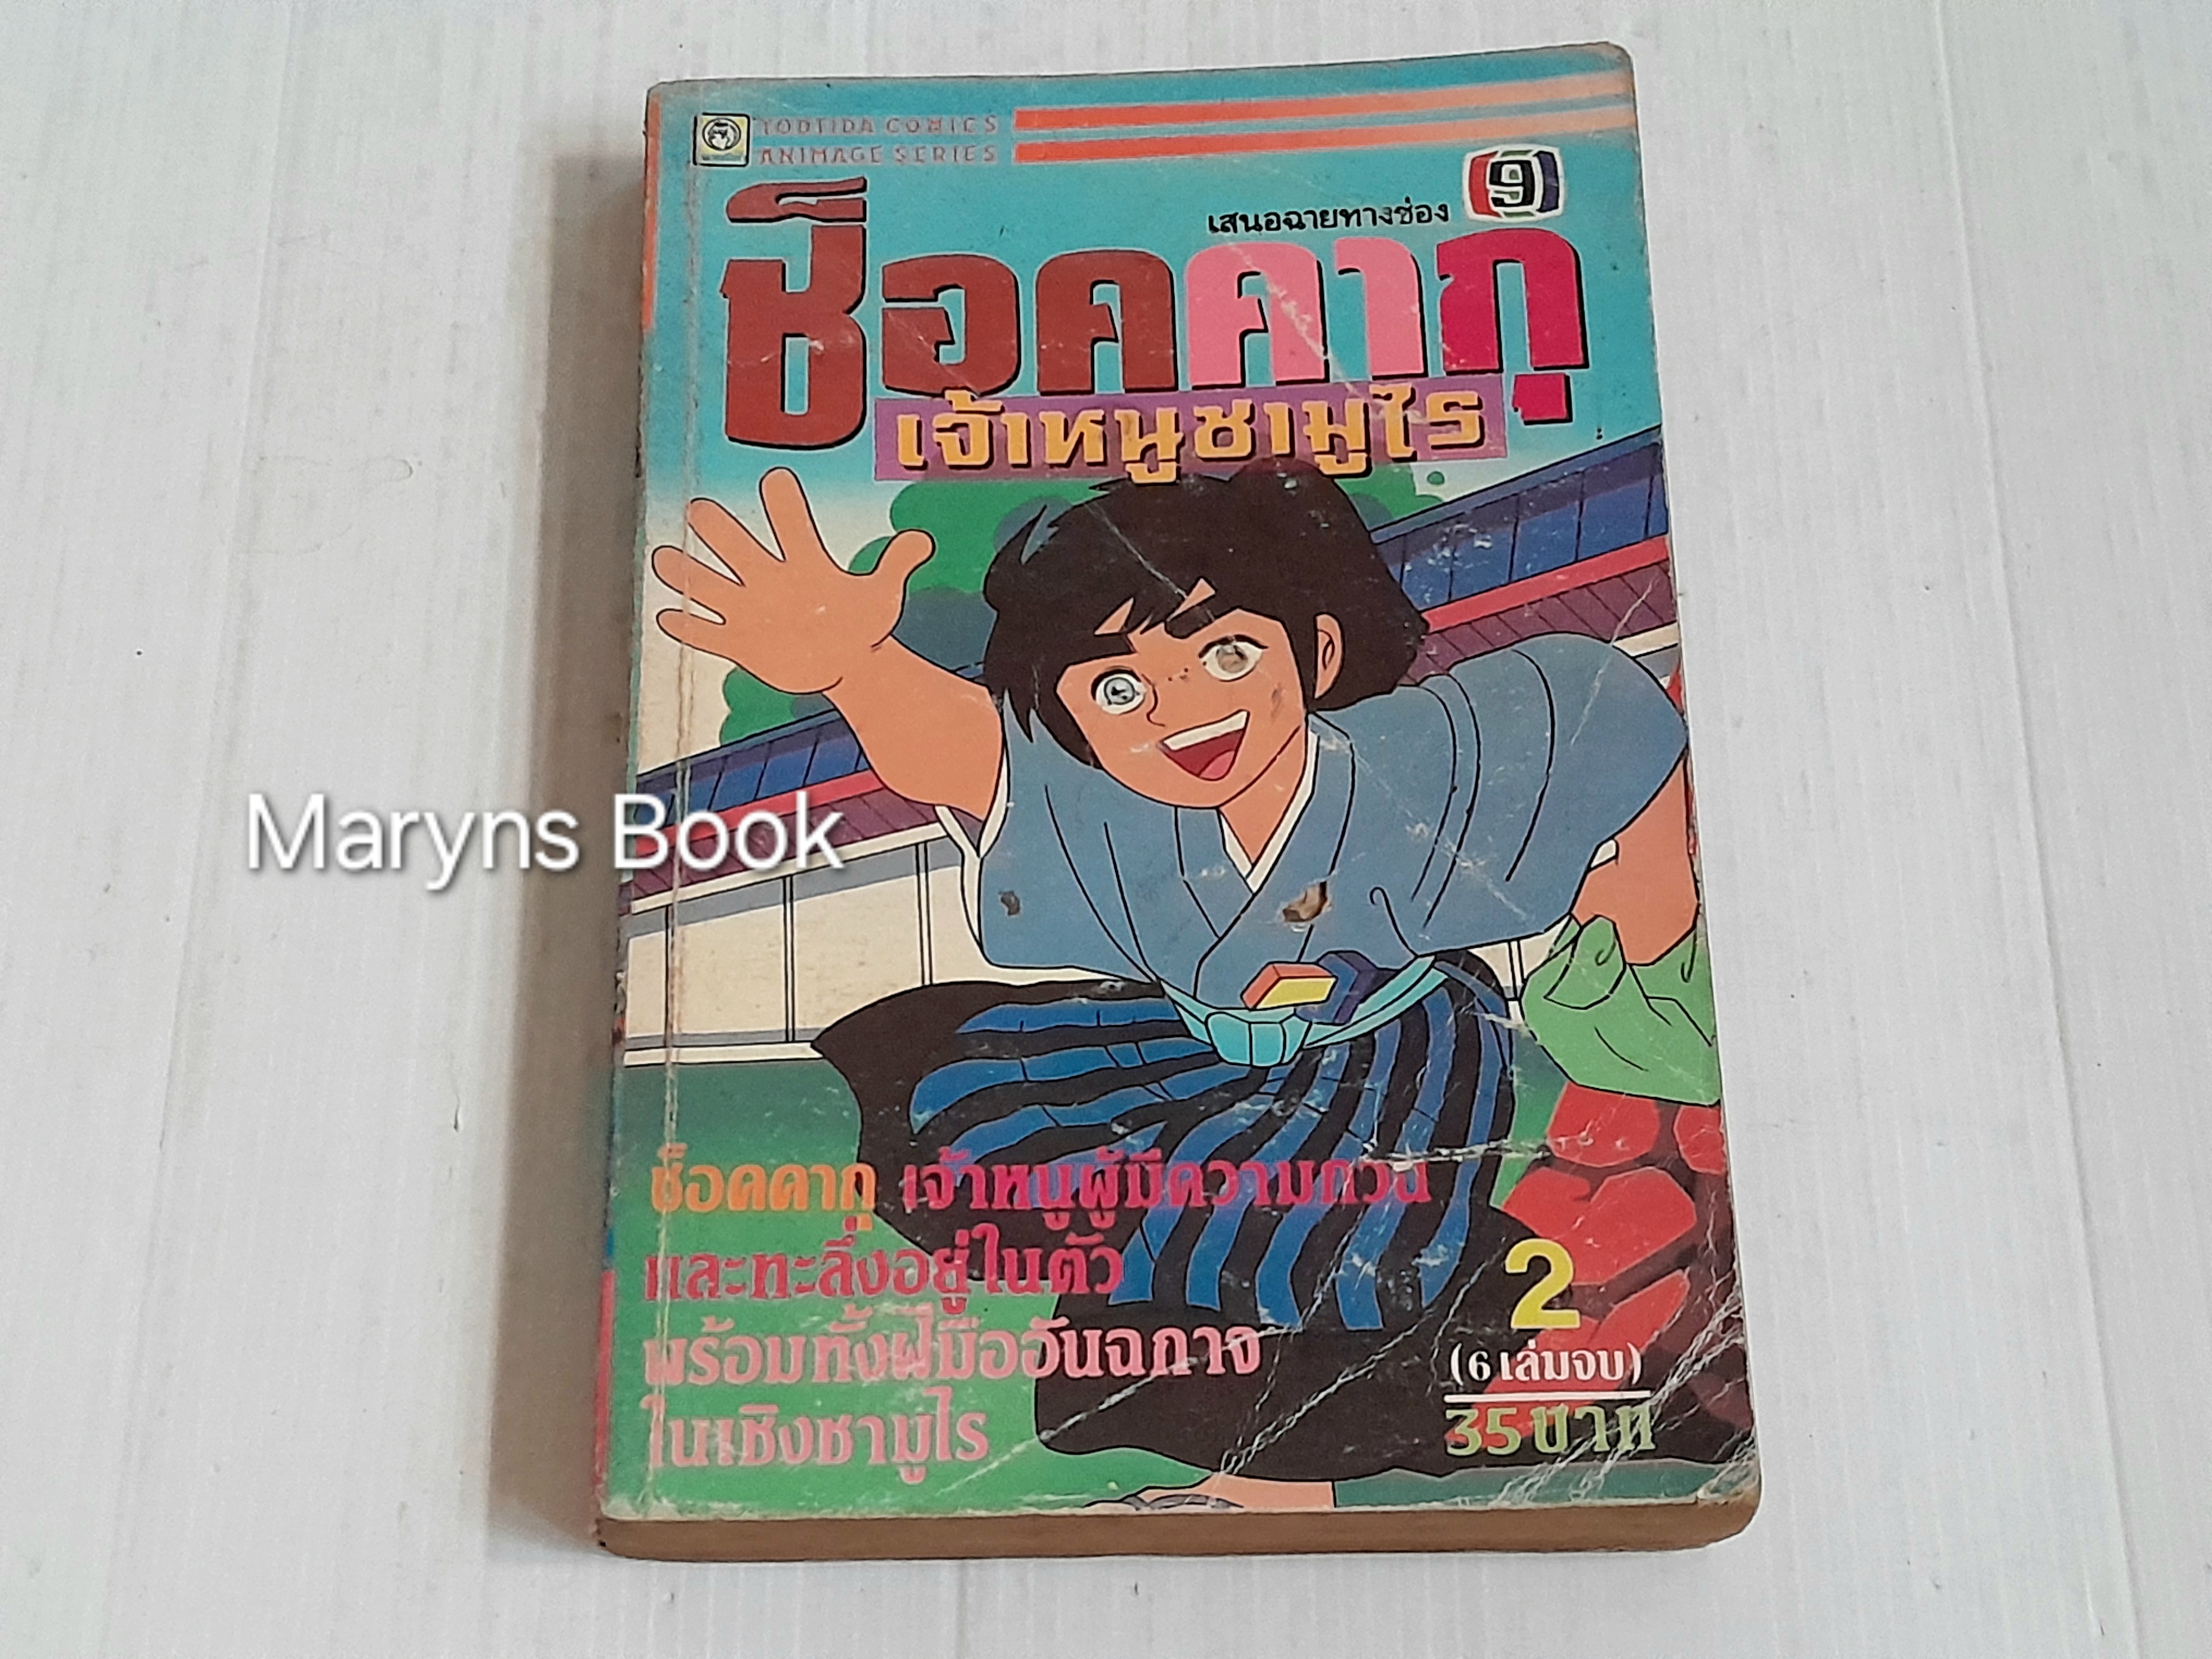 TODTIDA COMICS
ANIMAGE SERIES
เสนอฉายทางช่อง 9
ช็อคคากุ
เจ้าหนูซามูไร
Maryns Book
ช็อคคากุ เจ้าหนูผู้มีความกวน
และทะลึ่งอยู่ในตัว
พร้อมทั้งฝีมืออันฉกาจ
ในเชิงซามูไร
2
(6 เล่มจบ)
35 บาท